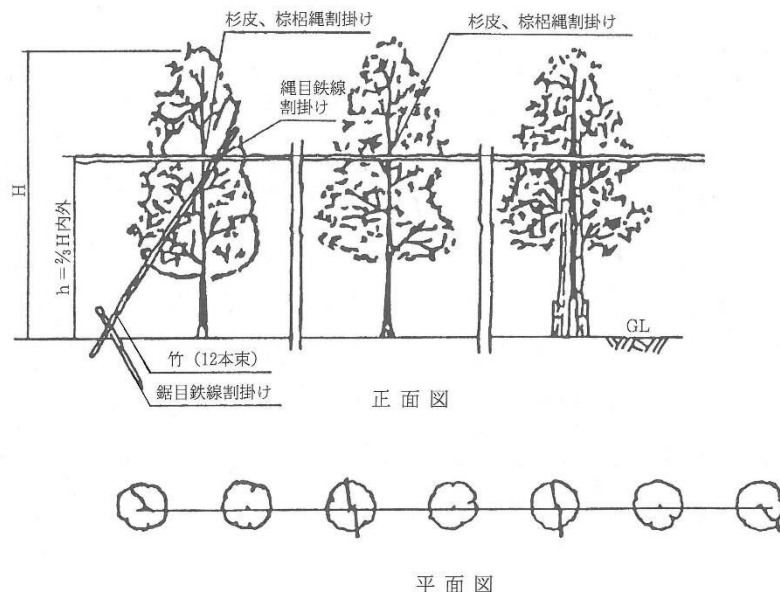 杉皮、棕梠縄割掛け
杉皮、棕梠縄割掛け
縄目鉄線
割掛け
H
h=⅔H内外
GL
竹（12本束）
鋸目鉄線割掛け
正面図
平面図